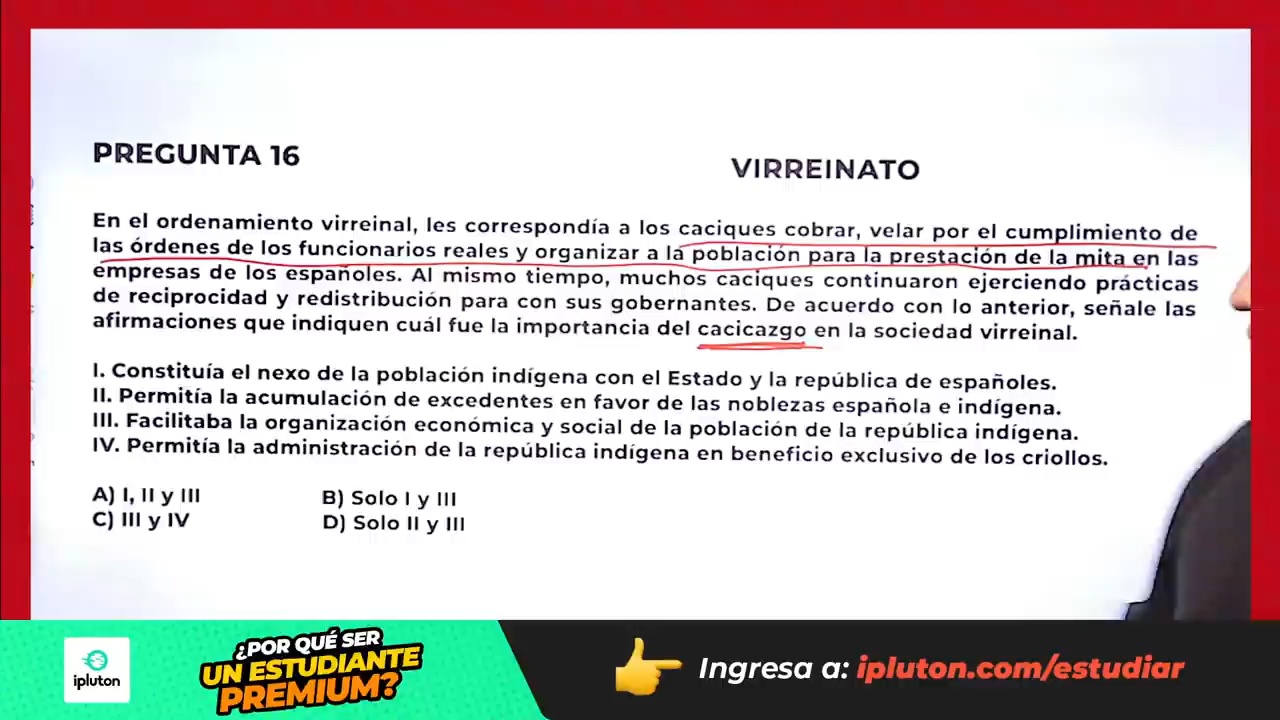 PREGUNTA 16
VIRREINATO
En el ordenamiento virreinal, les correspondía a los caciques cobrar, velar por el cumplimiento de
las órdenes de los funcionarios reales y organizar a la población para la prestación de la mita en las
empresas de los españoles. Al mismo tiempo, muchos caciques continuaron ejerciendo prácticas
de reciprocidad y redistribución para con sus gobernantes. De acuerdo con lo anterior, señale las
afirmaciones que indiquen cuál fue la importancia del cacicazgo en la sociedad virreinal.
I. Constituía el nexo de la población indígena con el Estado y la república de españoles.
II. Permitía la acumulación de excedentes en favor de las noblezas española e indígena.
III. Facilitaba la organización económica y social de la población de la república indígena.
IV. Permitía la administración de la república indígena en beneficio exclusivo de los criollos.
A) I, II y III
B) Solo I y III
C) III y IV
D) Solo II y III
ipluton
¿POR QUÉ SER
UN ESTUDIANTE
PREMIUM?
Ingresa a: ipluton.com/estudiar